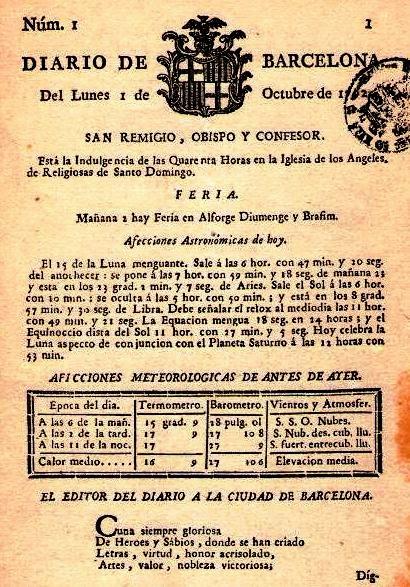 Núm. 1 1
DIARIO DE BARCELONA
Del Lunes 1 de Octubre de
SAN REMIGIO, OBISPO Y CONFESOR.
Está la Indulgencia de las Quarenta Horas en la Iglesia de los Angeles,
de Religiosas de Santo Domingo.
FERIA.
Mañana 2 hay Feria en Alforge Diumenge y Brafim.
Afecciones Astronómicas de hoy.
El 15 de la Luna menguante. Sale á las 6 hor. con 47 min. y 20 seg.
del anochecer: se pone á las 7 hor. con 59 min. y 18 seg. de mañana 23
y esta en los 23 grad. 2 min. y 7 seg. de Aries. Sale el Sol á las 6 hor.
con 10 min.: se oculta á las 5 hor. con 50 min.; y está en los 8 grad.
57 min. y 30 seg. de Libra. Debe señalar el relox al mediodia las 11 hor.
con 49 min. y 21 seg. La Equacion mengua 18 seg. en 24 horas; y el
Equinoccio dista del Sol 11 hor. con 27 min. y 5 seg. Hoy celebra la
Luna aspecto de conjuncion con el Planeta Saturno á las 12 horas con
53 min.
AFICCIONES METEOROLOGICAS DE ANTES DE AYER.
Epoca del dia. Termometro. Barometro. Vientos y Atmosfer.
A las 6 de la mañ. 15 grad. 9 28 pulg. 01 S. S. O. Nubes.
A las 2 de la tard. 17 9 27 10 8 S. Nub. des. cub. llu.
A las 11 de la noc. 17 27 9 S. fuert. entrecub. llu.
Calor medio..... 16 9 27 10 6 Elevacion media.
EL EDITOR DEL DIARIO A LA CIUDAD DE BARCELONA.
Cuna siempre gloriosa
De Heroes y Sábios, donde se han criado
Letras, virtud, honor acrisolado,
Artes, valor, nobleza victoriosa;
Dig-